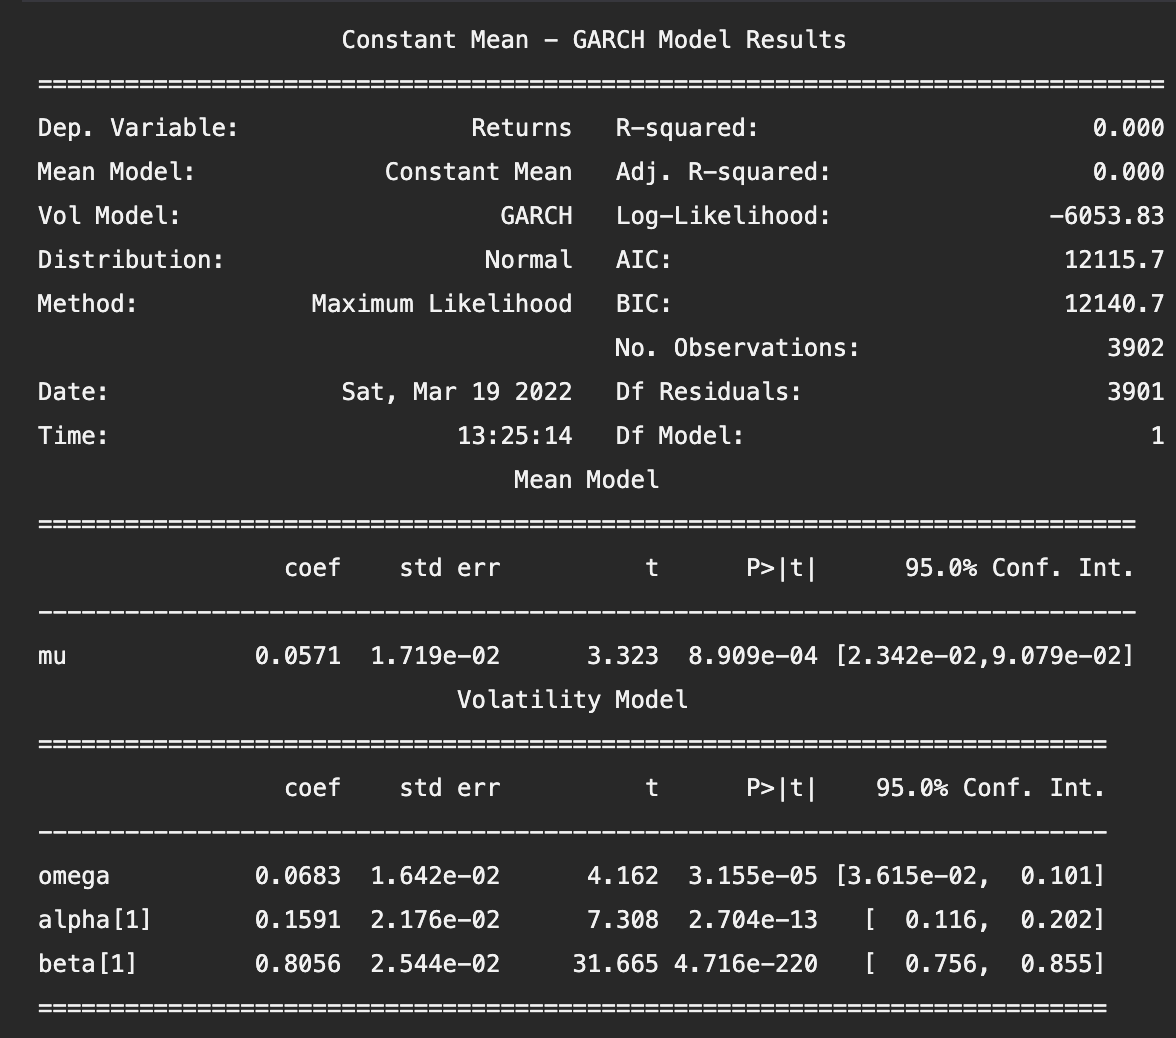 Constant Mean - GARCH Model Results
==============================================================================
Dep. Variable:                Returns   R-squared:                       0.000
Mean Model:             Constant Mean   Adj. R-squared:                  0.000
Vol Model:                      GARCH   Log-Likelihood:               -6053.83
Distribution:                  Normal   AIC:                           12115.7
Method:            Maximum Likelihood   BIC:                           12140.7
                                        No. Observations:                 3902
Date:                Sat, Mar 19 2022   Df Residuals:                     3901
Time:                        13:25:14   Df Model:                            1
                                 Mean Model
============================================================================
                 coef    std err          t      P>|t|      95.0% Conf. Int.
----------------------------------------------------------------------------
mu             0.0571  1.719e-02      3.323  8.909e-04 [2.342e-02,9.079e-02]
                             Volatility Model
==========================================================================
                 coef    std err          t      P>|t|    95.0% Conf. Int.
--------------------------------------------------------------------------
omega          0.0683  1.642e-02      4.162  3.155e-05 [3.615e-02,  0.101]
alpha[1]       0.1591  2.176e-02      7.308  2.704e-13   [  0.116,  0.202]
beta[1]        0.8056  2.544e-02     31.665 4.716e-220   [  0.756,  0.855]
==========================================================================